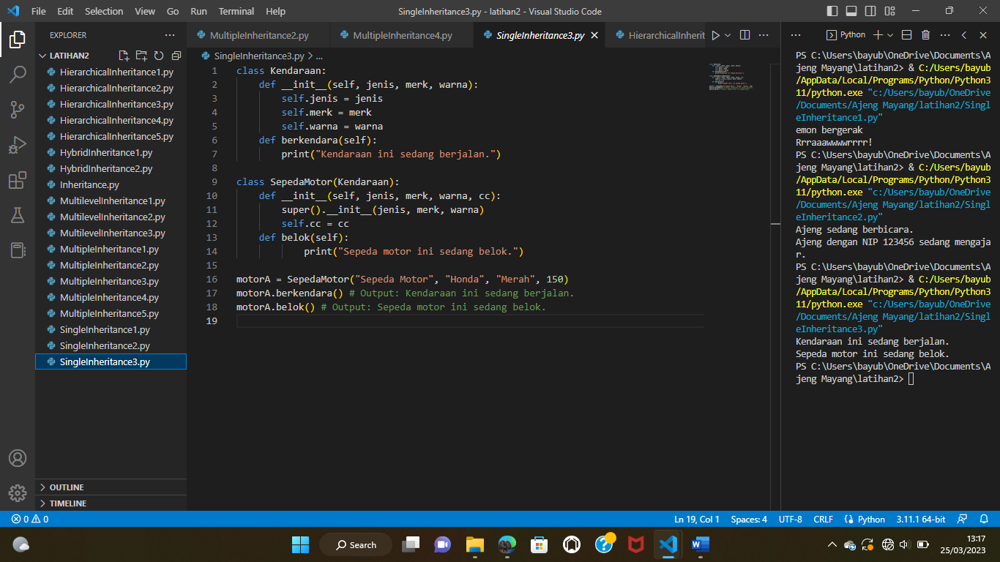 File Edit Selection View Go Run Terminal Help SingleInheritance3.py - latihan2 - Visual Studio Code
EXPLORER
LATIHAN2
HierarchicalInheritance1.py
HierarchicalInheritance2.py
HierarchicalInheritance3.py
HierarchicalInheritance4.py
HierarchicalInheritance5.py
HybridInheritance1.py
HybridInheritance2.py
Inheritance.py
MultilevelInheritance1.py
MultilevelInheritance2.py
MultilevelInheritance3.py
MultipleInheritance1.py
MultipleInheritance2.py
MultipleInheritance3.py
MultipleInheritance4.py
MultipleInheritance5.py
SingleInheritance1.py
SingleInheritance2.py
SingleInheritance3.py
OUTLINE
TIMELINE
MultipleInheritance2.py MultipleInheritance4.py SingleInheritance3.py HierarchicalInherit
SingleInheritance3.py > ...
1 class Kendaraan:
2 def __init__(self, jenis, merk, warna):
3 self.jenis = jenis
4 self.merk = merk
5 self.warna = warna
6 def berkendara(self):
7 print("Kendaraan ini sedang berjalan.")
8
9 class SepedaMotor(Kendaraan):
10 def __init__(self, jenis, merk, warna, cc):
11 super().__init__(jenis, merk, warna)
12 self.cc = cc
13 def belok(self):
14 print("Sepeda motor ini sedang belok.")
15
16 motorA = SepedaMotor("Sepeda Motor", "Honda", "Merah", 150)
17 motorA.berkendara() # Output: Kendaraan ini sedang berjalan.
18 motorA.belok() # Output: Sepeda motor ini sedang belok.
19
Python
PS C:\Users\bayub\OneDrive\Documents\A
jeng Mayang\latihan2> & C:/Users/bayub
/AppData/Local/Programs/Python/Python3
11/python.exe "c:/Users/bayub/OneDrive
/Documents/Ajeng Mayang/latihan2/Singl
eInheritance1.py"
emon bergerak
Rrraaawwwwrrrr!
PS C:\Users\bayub\OneDrive\Documents\A
jeng Mayang\latihan2> & C:/Users/bayub
/AppData/Local/Programs/Python/Python3
11/python.exe "c:/Users/bayub/OneDrive
/Documents/Ajeng Mayang/latihan2/Singl
eInheritance2.py"
Ajeng sedang berbicara.
Ajeng dengan NIP 123456 sedang mengaja
r.
PS C:\Users\bayub\OneDrive\Documents\A
jeng Mayang\latihan2> & C:/Users/bayub
/AppData/Local/Programs/Python/Python3
11/python.exe "c:/Users/bayub/OneDrive
/Documents/Ajeng Mayang/latihan2/Singl
eInheritance3.py"
Kendaraan ini sedang berjalan.
Sepeda motor ini sedang belok.
PS C:\Users\bayub\OneDrive\Documents\A
jeng Mayang\latihan2>
0 0 Ln 19, Col 1 Spaces: 4 UTF-8 CRLF Python 3.11.1 64-bit
Search
13:17
25/03/2023